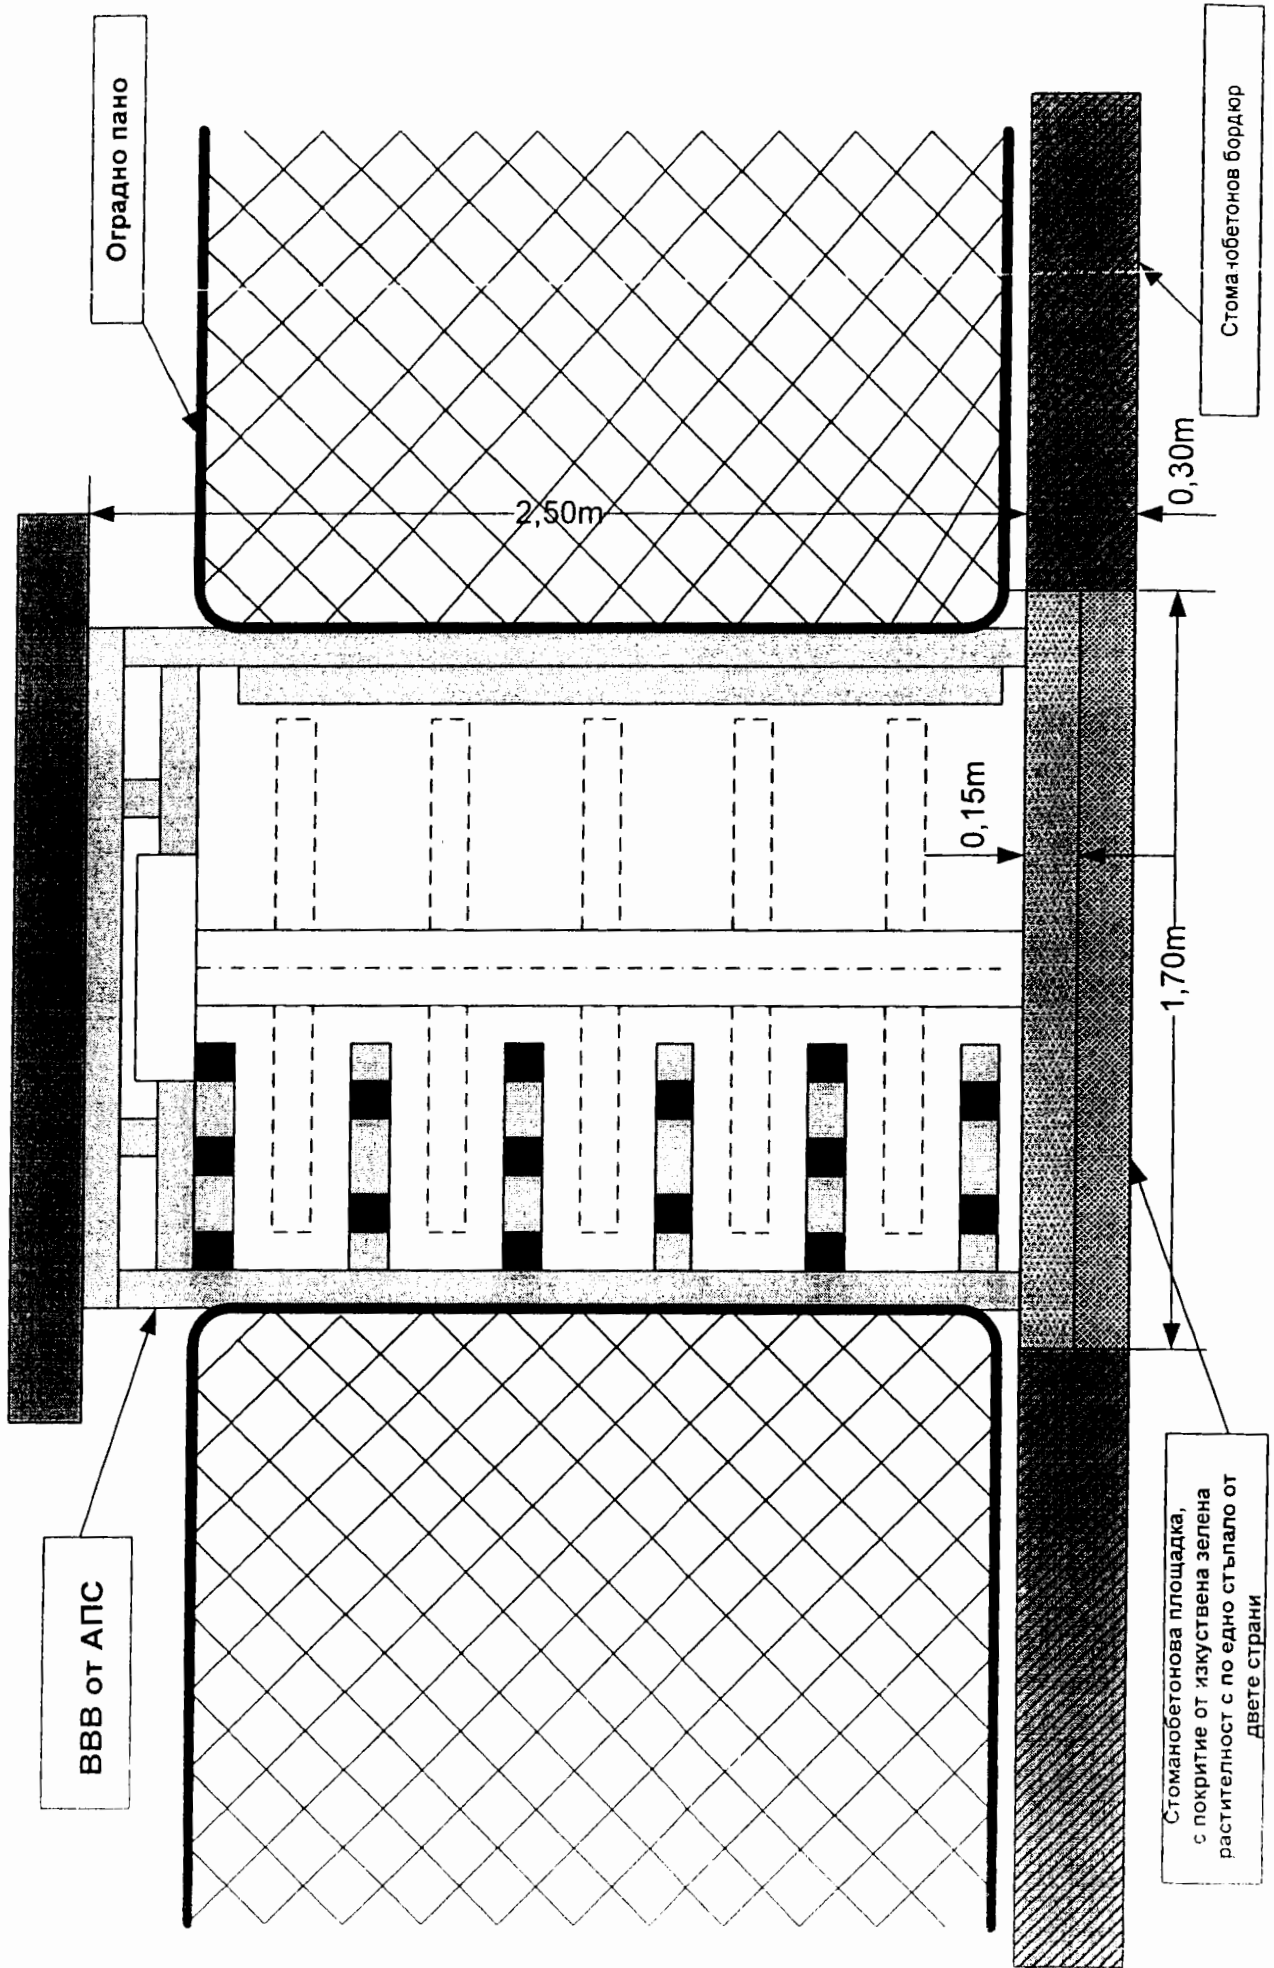 ВВВ от АПС
Оградно пано
2,50m
0,15m
1,70m
0,30m
Стоманобетонова площадка,
с покритие от изкуствена зелена
растителност с по едно стъпало от
двете страни
Стоманобетонов бордюр